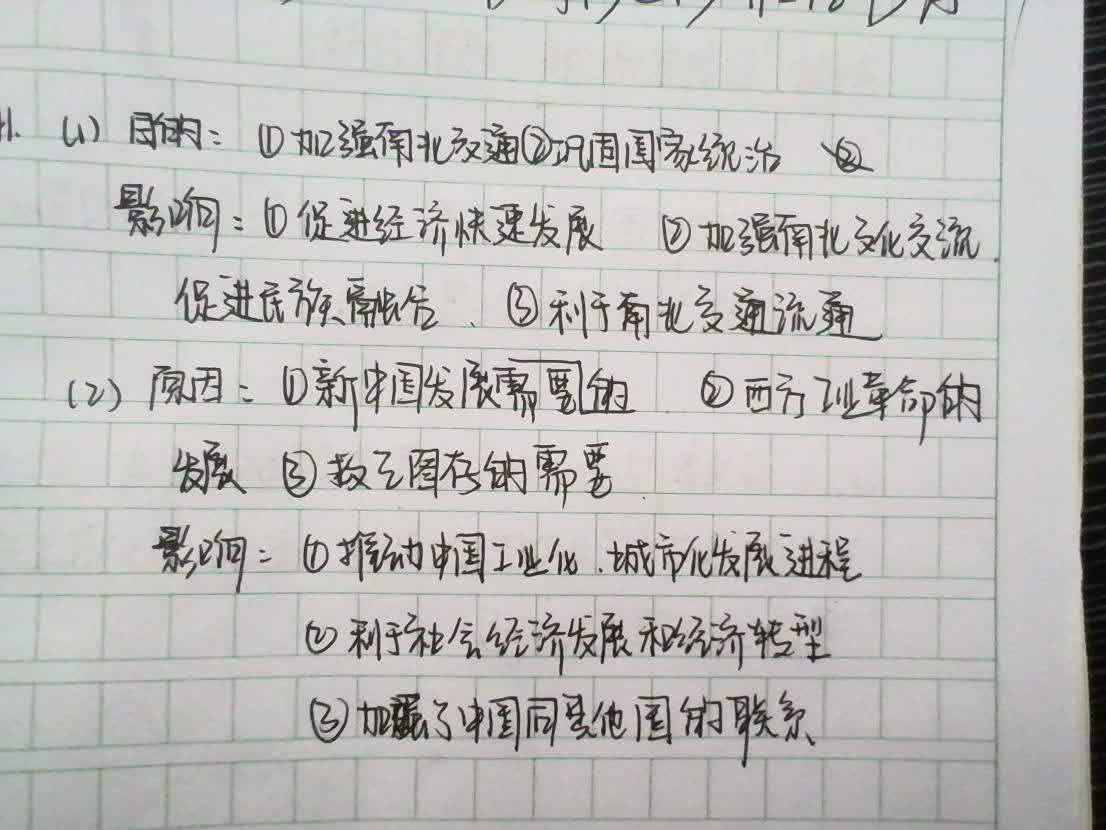 41. (1) 目的：①加强南北交通②巩固国家统治 ②
影响：①促进经济快速发展 ②加强南北文化交流.
促进民族融合. ③利于南北交通流通
(2) 原因：①新中国发展需要的 ②西方工业革命的
发展 ③救亡图存的需要.
影响：①推动中国工业化.城市化发展进程
②利于社会经济发展和经济转型
③加强了中国同其他国的联系、